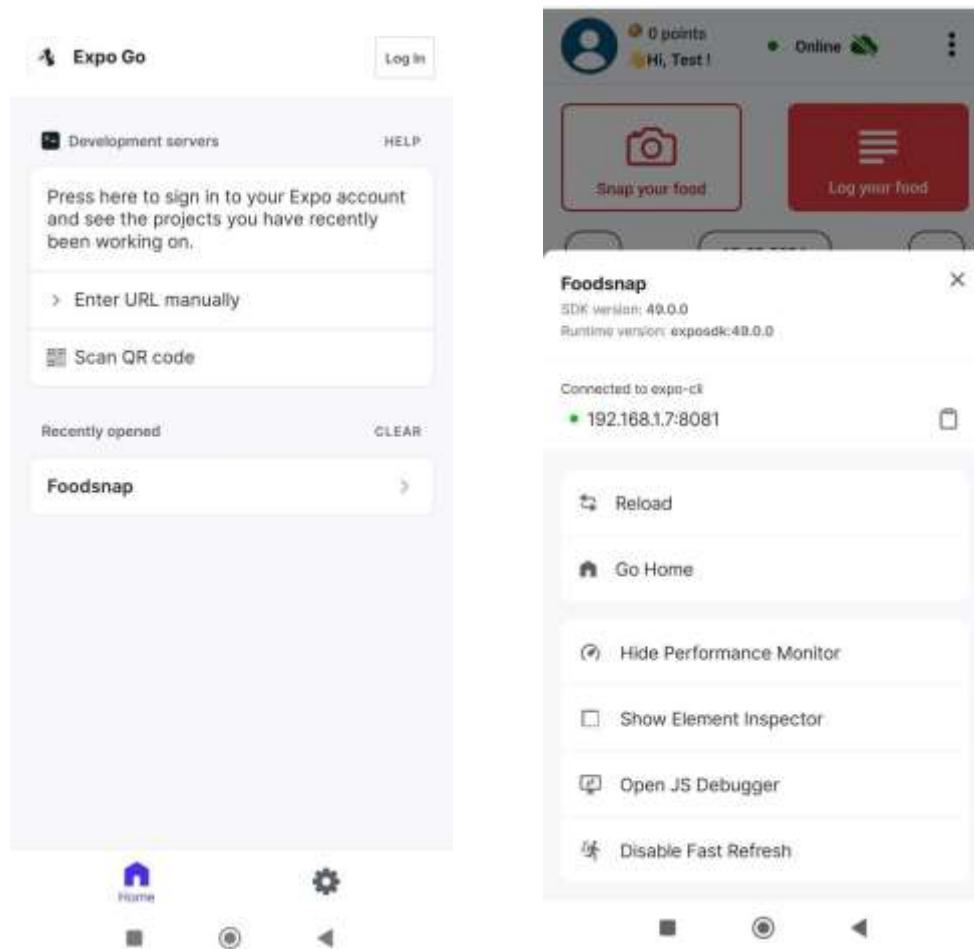 Expo Go
Log In
Development servers
HELP
Press here to sign in to your Expo account
and see the projects you have recently
been working on.
Enter URL manually
Scan QR code
Recently opened
CLEAR
Foodsnap
Home
0 points
Hi, Test !
Online
Snap your food
Log your food
Foodsnap
SDK version: 49.0.0
Runtime version: exposdk:49.0.0
Connected to expo-cli
192.168.1.7:8081
Reload
Go Home
Hide Performance Monitor
Show Element Inspector
Open JS Debugger
Disable Fast Refresh